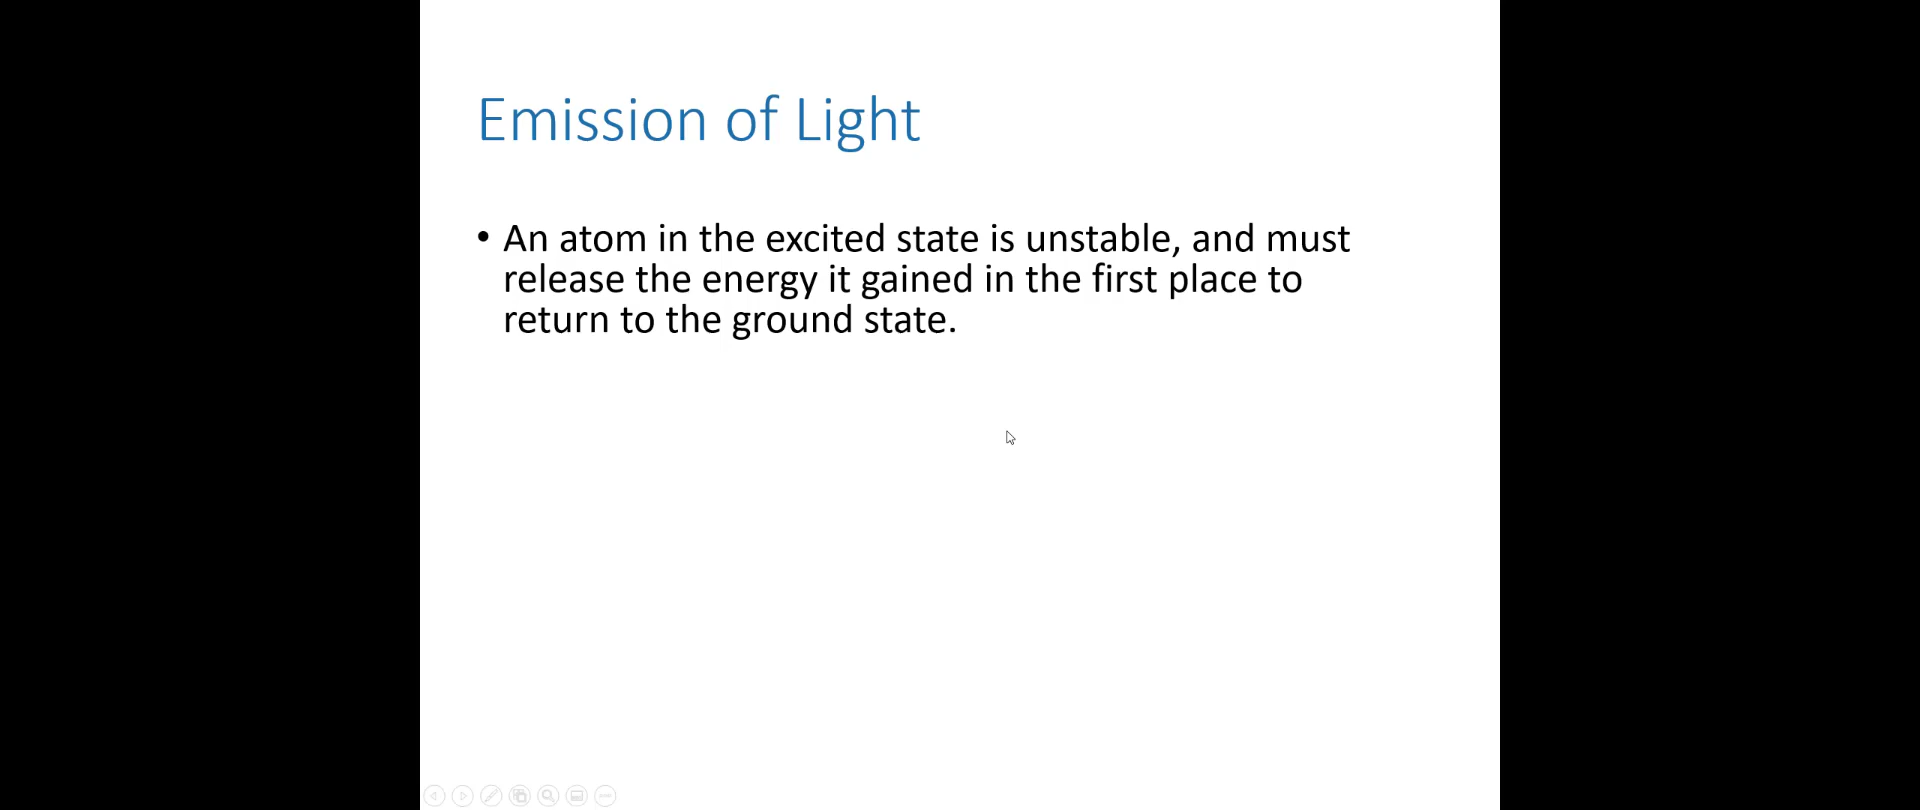 Emission of Light
• An atom in the excited state is unstable, and must
release the energy it gained in the first place to
return to the ground state.